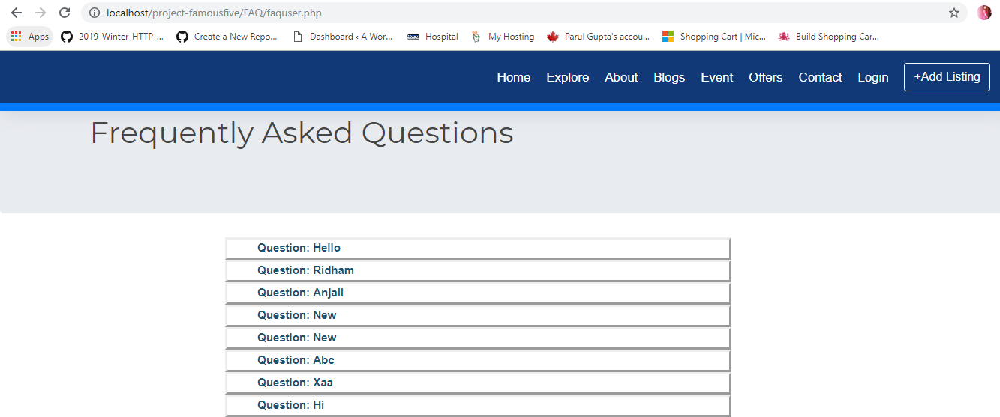 localhost/project-famousfive/FAQ/faquser.php
Apps 2019-Winter-HTTP-... Create a New Repo... Dashboard ‹ A Wor... Hospital My Hosting Parul Gupta's accou... Shopping Cart | Mic... Build Shopping Car...
Home Explore About Blogs Event Offers Contact Login +Add Listing
Frequently Asked Questions
Question: Hello
Question: Ridham
Question: Anjali
Question: New
Question: New
Question: Abc
Question: Xaa
Question: Hi